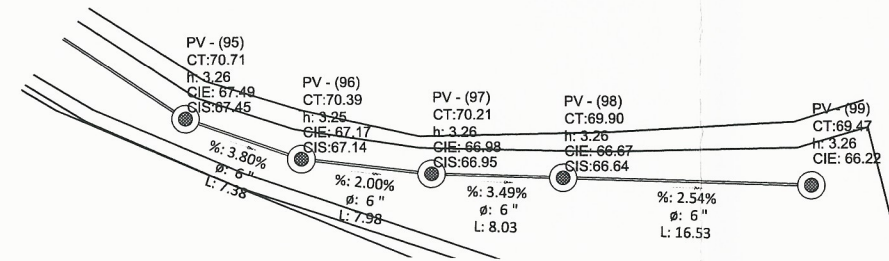 PV - (95)
CT:70.71
h: 3.26
CIE: 67.49
CIS:67.45
PV - (96)
CT:70.39
h: 3.25
CIE: 67.17
CIS:67.14
PV - (97)
CT:70.21
h: 3.26
CIE: 66.98
CIS:66.95
PV - (98)
CT:69.90
h: 3.26
CIE: 66.67
CIS:66.64
PV - (99)
CT:69.47
h: 3.26
CIE: 66.22
%: 3.80%
ø: 6 "
L: 7.38
%: 2.00%
ø: 6 "
L: 7.98
%: 3.49%
ø: 6 "
L: 8.03
%: 2.54%
ø: 6 "
L: 16.53